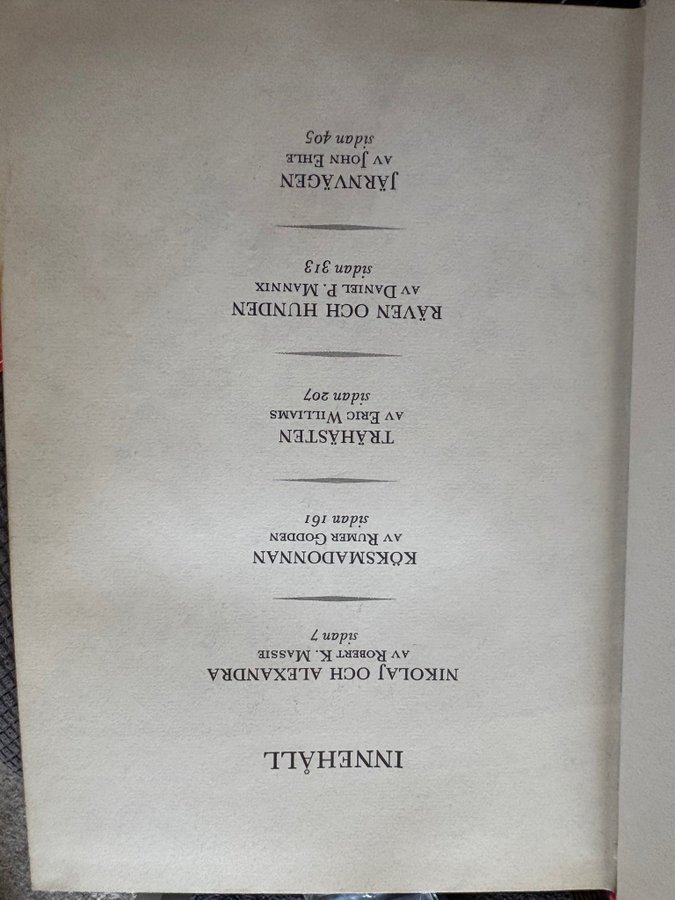 INNEHÅLL
NIKOLAJ OCH ALEXANDRA
AV ROBERT K. MASSIE
sidan 7
KÖKSMADONNAN
AV RUMER GODDEN
sidan 161
TRÄHÄSTEN
AV ERIC WILLIAMS
sidan 207
RÄVEN OCH HUNDEN
AV DANIEL P. MANNIX
sidan 313
JÄRNVÄGEN
AV JOHN EHLE
sidan 405